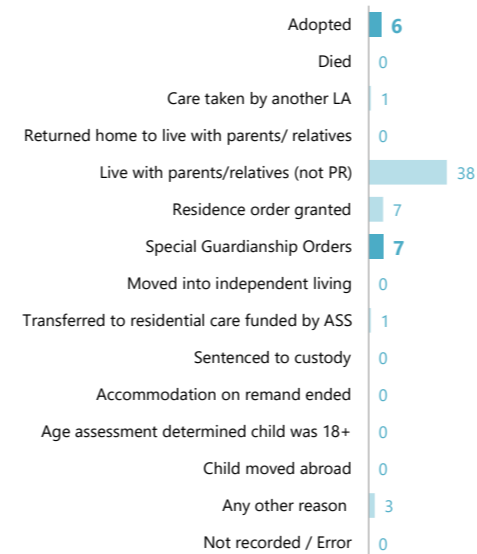 Adopted 6
Died 0
Care taken by another LA 1
Returned home to live with parents/ relatives 0
Live with parents/relatives (not PR) 38
Residence order granted 7
Special Guardianship Orders 7
Moved into independent living 0
Transferred to residential care funded by ASS 1
Sentenced to custody 0
Accommodation on remand ended 0
Age assessment determined child was 18+ 0
Child moved abroad 0
Any other reason 3
Not recorded / Error 0